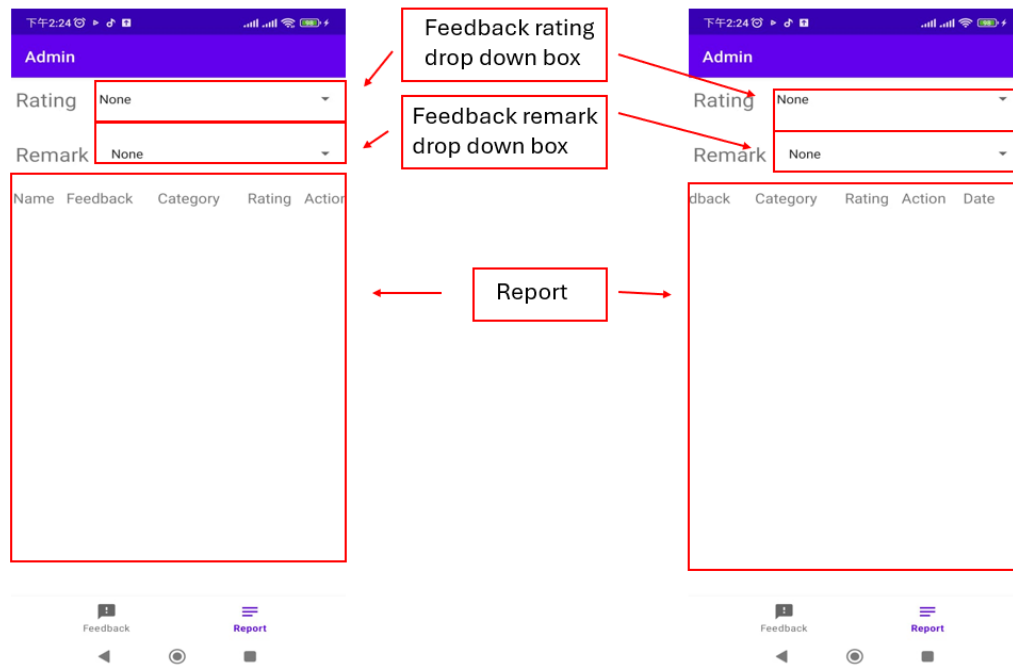 下午2:24
Admin
Rating None
Remark None
Name Feedback Category Rating Action
Feedback
Report
Feedback rating
drop down box
Feedback remark
drop down box
Report
下午2:24
Admin
Rating None
Remark None
dback Category Rating Action Date
Feedback
Report